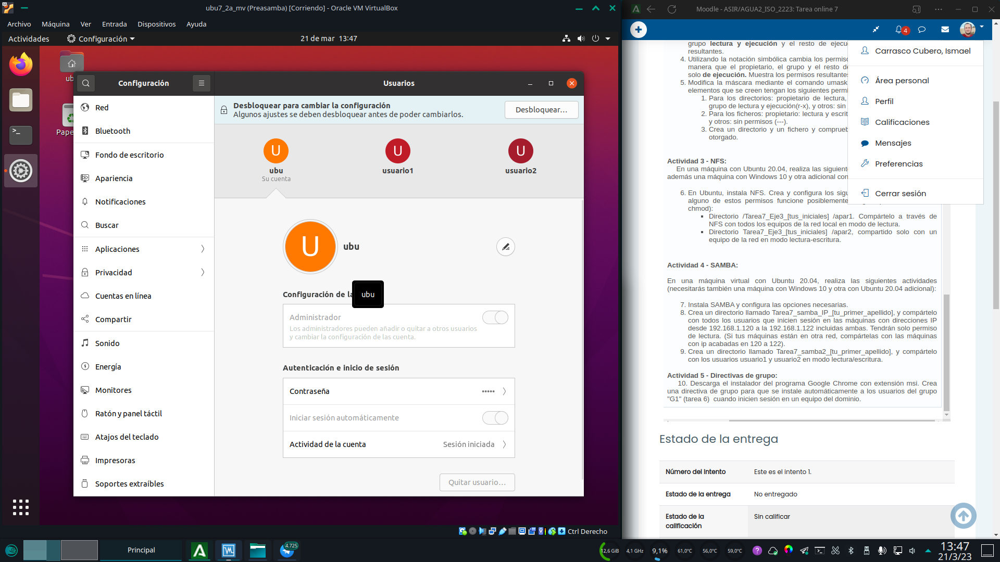 ubu7_2a_mv (Preasamba) [Corriendo] - Oracle VM VirtualBox
Archivo Máquina Ver Entrada Dispositivos Ayuda
Actividades
Configuración
21 de mar 13:47
Configuración
Usuarios
Red
Bluetooth
Fondo de escritorio
Apariencia
Notificaciones
Buscar
Aplicaciones
Privacidad
Cuentas en línea
Compartir
Sonido
Energía
Monitores
Ratón y panel táctil
Atajos del teclado
Impresoras
Soportes extraíbles
Desbloquear para cambiar la configuración
Algunos ajustes se deben desbloquear antes de poder cambiarlos.
Desbloquear…
U
ubu
Su cuenta
U
usuario1
U
usuario2
U
ubu
Configuración de la
ubu
Administrador
Los administradores pueden añadir o quitar a otros usuarios
y cambiar la configuración de las cuenta.
Autenticación e inicio de sesión
Contraseña •••••
Iniciar sesión automáticamente
Actividad de la cuenta Sesión iniciada
Quitar usuario…
Ctrl Derecho
Moodle - ASIR/AGUA2_ISO_2223: Tarea online 7
4
Carrasco Cubero, Ismael
Área personal
Perfil
Calificaciones
Mensajes
Preferencias
Cerrar sesión
grupo lectura y ejecución y el resto de ejecu
resultantes.
4. Utilizando la notación simbólica cambia los permiso
manera que el propietario, el grupo y el resto de
solo de ejecución. Muestra los permisos resultantes
5. Modifica la máscara mediante el comando umask
elementos que se creen tengan los siguientes permi
1. Para los directorios: propietario de lectura,
grupo de lectura y ejecución(r-x), y otros: sin
2. Para los ficheros: propietario: lectura y escrit
y otros: sin permisos (---).
3. Crea un directorio y un fichero y comprueb
otorgado.
Actividad 3 - NFS:
En una máquina con Ubuntu 20.04, realiza las siguiente
además una máquina con Windows 10 y otra adicional con
6. En Ubuntu, instala NFS. Crea y configura los sigu
alguno de estos permisos funcione posiblemente
chmod):
Directorio /Tarea7_Eje3_[tus_iniciales] /apar1. Compártelo a través de
NFS con todos los equipos de la red local en modo de lectura.
Directorio Tarea7_Eje3_[tus_iniciales] /apar2, compartido solo con un
equipo de la red en modo lectura-escritura.
Actividad 4 - SAMBA:
En una máquina virtual con Ubuntu 20.04, realiza las siguientes actividades
(necesitarás también una máquina con Windows 10 y otra con Ubuntu 20.04 adicional):
7. Instala SAMBA y configura las opciones necesarias.
8. Crea un directorio llamado Tarea7_samba_IP_[tu_primer_apellido], y compártelo
con todos los usuarios que inicien sesión en las máquinas con direcciones IP
desde 192.168.1.120 a la 192.168.1.122 incluidas ambas. Tendrán solo permiso
de lectura. (Si tus máquinas están en otra red, compártelas con las máquinas
con ip acabadas en 120 a 122).
9. Crea un directorio llamado Tarea7_samba2_[tu_primer_apellido], y compártelo
con los usuarios usuario1 y usuario2 en modo lectura/escritura.
Actividad 5 - Directivas de grupo:
10. Descarga el instalador del programa Google Chrome con extensión msi. Crea
una directiva de grupo para que se instale automáticamente a los usuarios del grupo
"G1" (tarea 6) cuando inicien sesión en un equipo del dominio.
Estado de la entrega
Número del Intento Este es el intento 1.
Estado de la entrega No entregado
Estado de la
calificación Sin calificar
Principal
4.725
12,6 GiB
4,1 GHz
9,1%
61,0°C
56,0°C
59,0°C
13:47
21/3/23